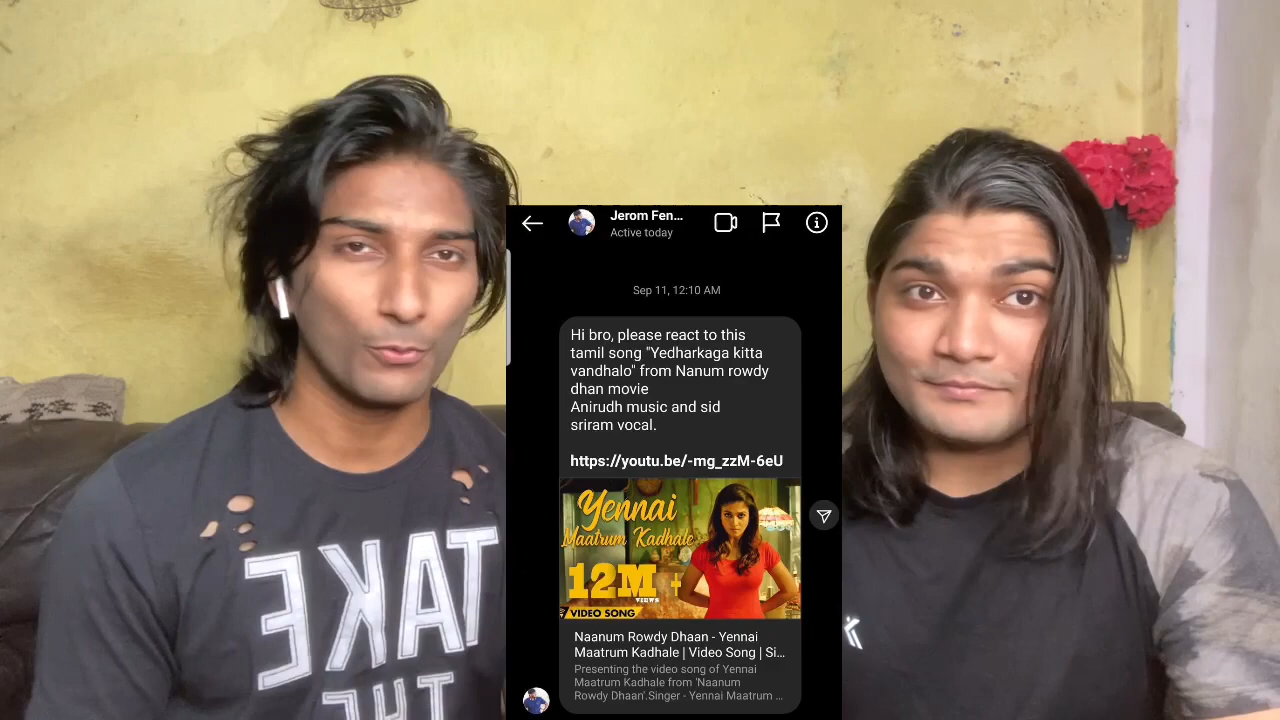 Jerom Fen...
Active today
Sep 11, 12:10 AM
Hi bro, please react to this
tamil song "Yedharkaga kitta
vandhalo" from Nanum rowdy
dhan movie
Anirudh music and sid
sriram vocal.
https://youtu.be/-mg_zzM-6eU
Yennai
Maatrum Kadhale
12M +
VIEWS
VIDEO SONG
Naanum Rowdy Dhaan - Yennai
Maatrum Kadhale | Video Song | Si...
Presenting the video song of Yennai
Maatrum Kadhale from 'Naanum
Rowdy Dhaan'.Singer - Yennai Maatrum ...
TAKE
THE